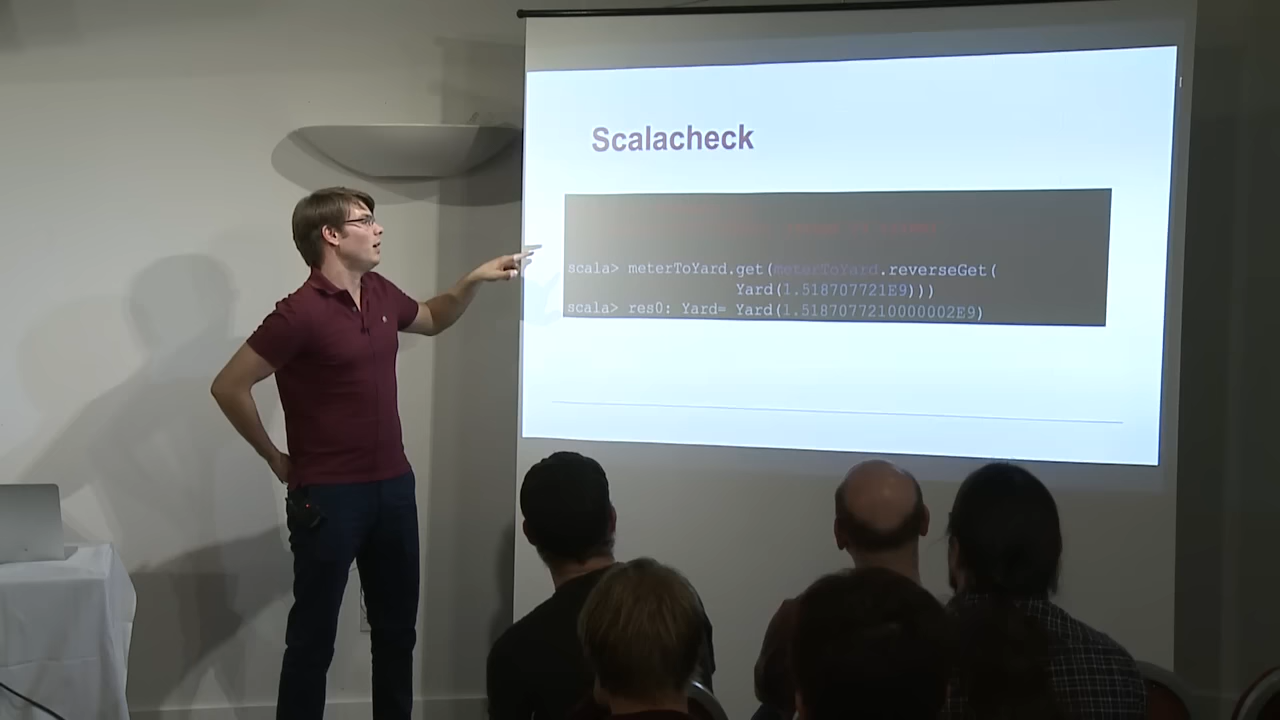 Scalacheck
scala> meterToYard.get(meterToYard.reverseGet(
Yard(1.518707721E9)))
scala> res0: Yard= Yard(1.5187077210000002E9)